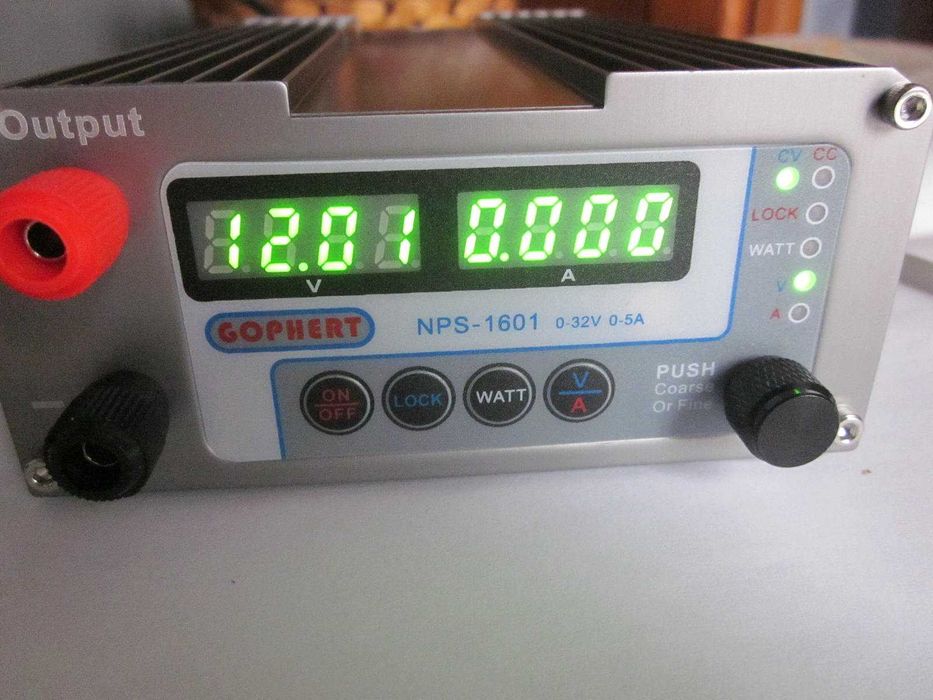 Output
CV CC
12.01 0.000
V A
LOCK
WATT
V
A
GOPHERT
NPS-1601 0-32V 0-5A
ON
OFF
LOCK
WATT
V
A
PUSH
Coarse
Or Fine